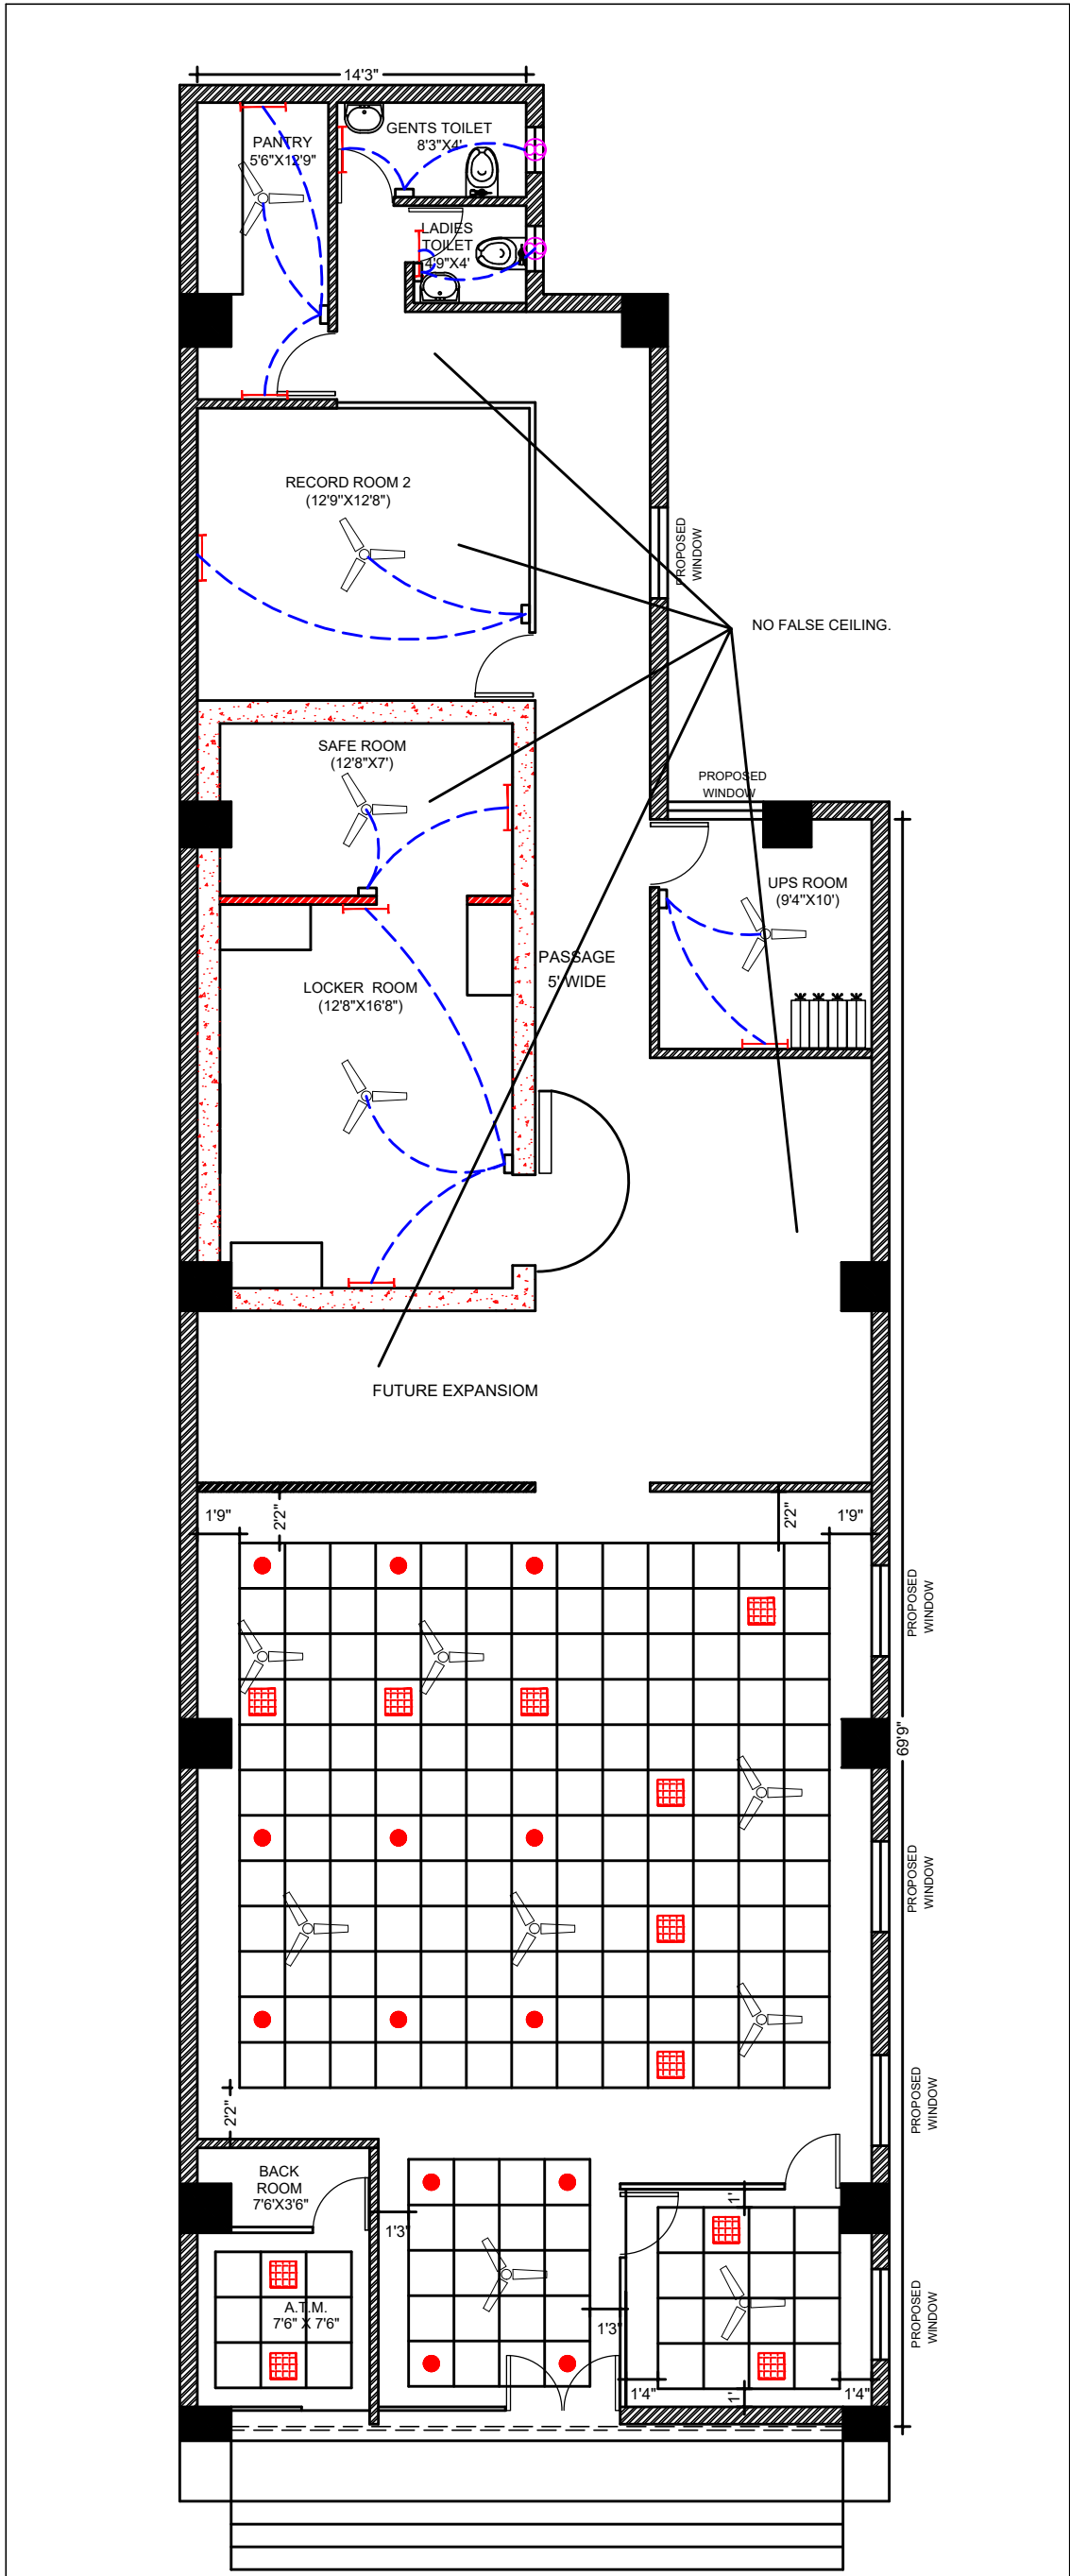 14'3"
GENTS TOILET
8'3"X4'
PANTRY
5'6"X12'9"
LADIES
TOILET
4'9"X4'
RECORD ROOM 2
(12'9"X12'8")
PROPOSED
WINDOW
NO FALSE CEILING.
SAFE ROOM
(12'8"X7')
PROPOSED
WINDOW
UPS ROOM
(9'4"X10')
PASSAGE
5' WIDE
LOCKER ROOM
(12'8"X16'8")
FUTURE EXPANSIOM
1'9"
2'2"
2'2"
1'9"
PROPOSED
WINDOW
69'9"
PROPOSED
WINDOW
PROPOSED
WINDOW
2'2"
BACK
ROOM
7'6'X3'6"
1'3"
1'
A.T.M.
7'6" X 7'6"
1'3"
PROPOSED
WINDOW
1'4"
1'
1'4"